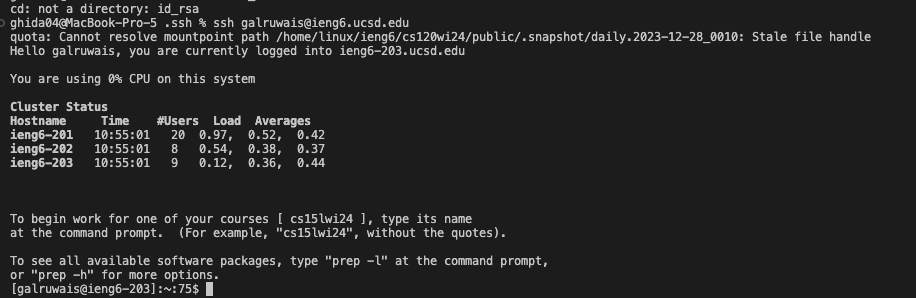 cd: not a directory: id_rsa
ghida04@MacBook-Pro-5 .ssh % ssh galruwais@ieng6.ucsd.edu
quota: Cannot resolve mountpoint path /home/linux/ieng6/cs120wi24/public/.snapshot/daily.2023-12-28_0010: Stale file handle
Hello galruwais, you are currently logged into ieng6-203.ucsd.edu
You are using 0% CPU on this system
Cluster Status
Hostname     Time    #Users  Load  Averages
ieng6-201   10:55:01   20  0.97,  0.52,  0.42
ieng6-202   10:55:01   8   0.54,  0.38,  0.37
ieng6-203   10:55:01   9   0.12,  0.36,  0.44
To begin work for one of your courses [ cs15lwi24 ], type its name
at the command prompt.  (For example, "cs15lwi24", without the quotes).
To see all available software packages, type "prep -l" at the command prompt,
or "prep -h" for more options.
[galruwais@ieng6-203]:~:75$